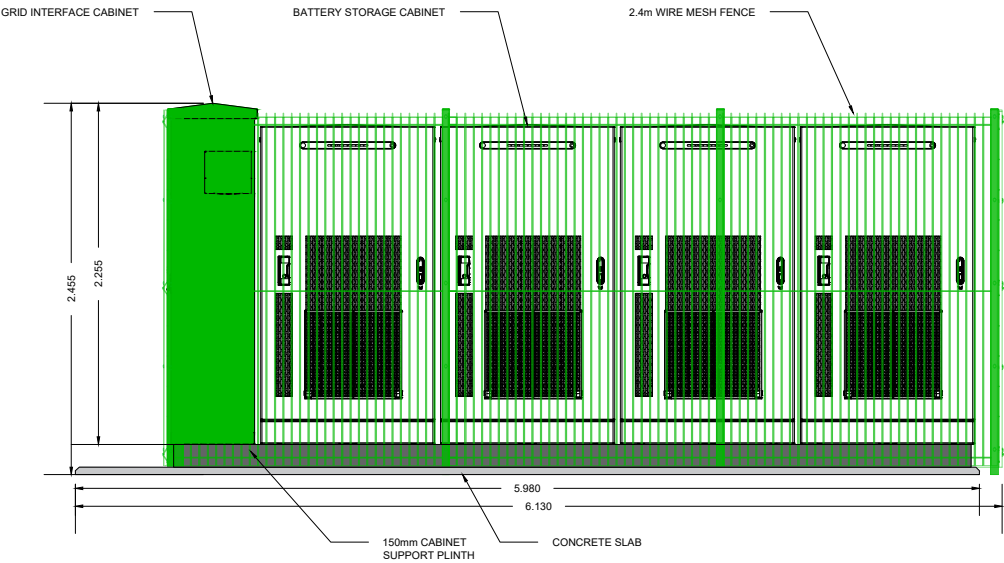 GRID INTERFACE CABINET
BATTERY STORAGE CABINET
2.4m WIRE MESH FENCE
2.455
2.255
5.980
6.130
150mm CABINET
SUPPORT PLINTH
CONCRETE SLAB